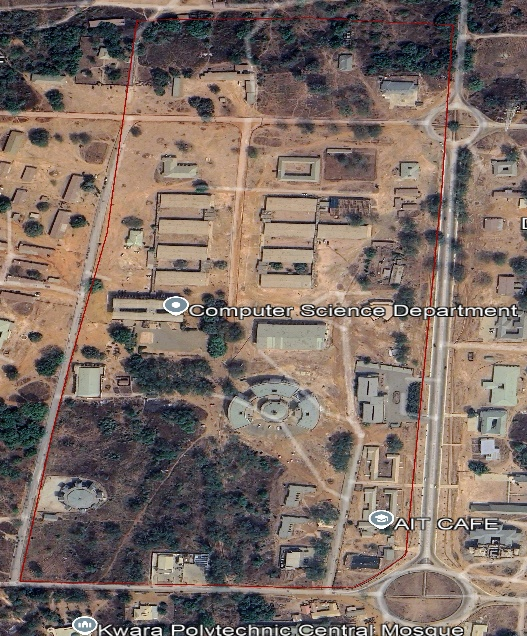 Computer Science Department
D
AIT CAFE
Kwara Polytechnic Central Mosque